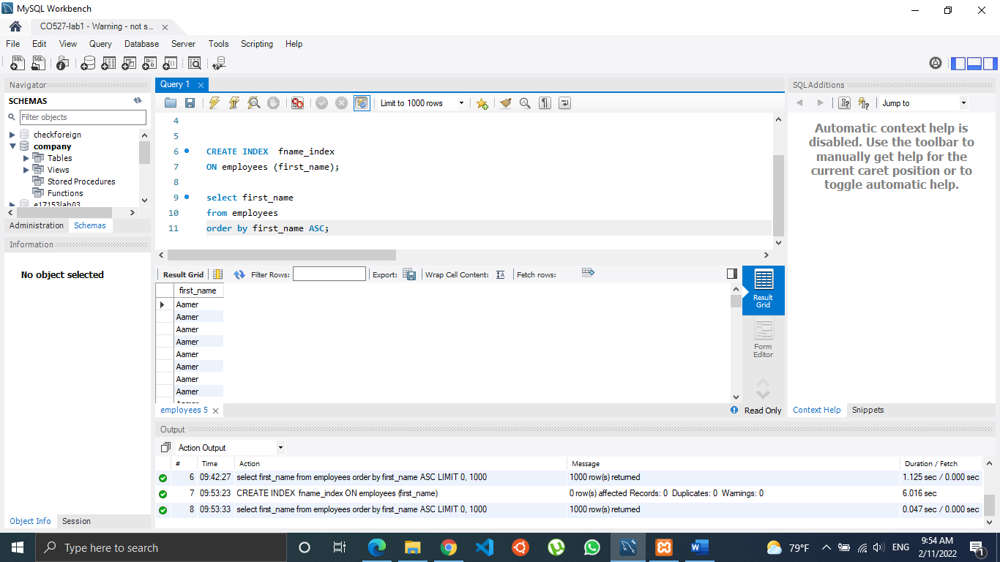 MySQL Workbench
CO527-lab1 - Warning - not s...
File Edit View Query Database Server Tools Scripting Help
Navigator
SCHEMAS
Filter objects
checkforeign
company
Tables
Views
Stored Procedures
Functions
e17153lab03
Administration Schemas
Information
No object selected
Object Info Session
Query 1
Limit to 1000 rows
4
5
6 CREATE INDEX fname_index
7 ON employees (first_name);
8
9 select first_name
10 from employees
11 order by first_name ASC;
Result Grid Filter Rows: Export: Wrap Cell Content: Fetch rows:
first_name
Aamer
Aamer
Aamer
Aamer
Aamer
Aamer
Aamer
Aamer
Aamer
Result
Grid
Form
Editor
employees 5
Read Only
SQLAdditions
Jump to
Automatic context help is
disabled. Use the toolbar to
manually get help for the
current caret position or to
toggle automatic help.
Context Help Snippets
Output
Action Output
# Time Action Message Duration / Fetch
6 09:42:27 select first_name from employees order by first_name ASC LIMIT 0, 1000 1000 row(s) returned 1.125 sec / 0.000 sec
7 09:53:23 CREATE INDEX fname_index ON employees (first_name) 0 row(s) affected Records: 0 Duplicates: 0 Warnings: 0 6.016 sec
8 09:53:33 select first_name from employees order by first_name ASC LIMIT 0, 1000 1000 row(s) returned 0.047 sec / 0.000 sec
Type here to search
79°F
ENG
9:54 AM
2/11/2022
1